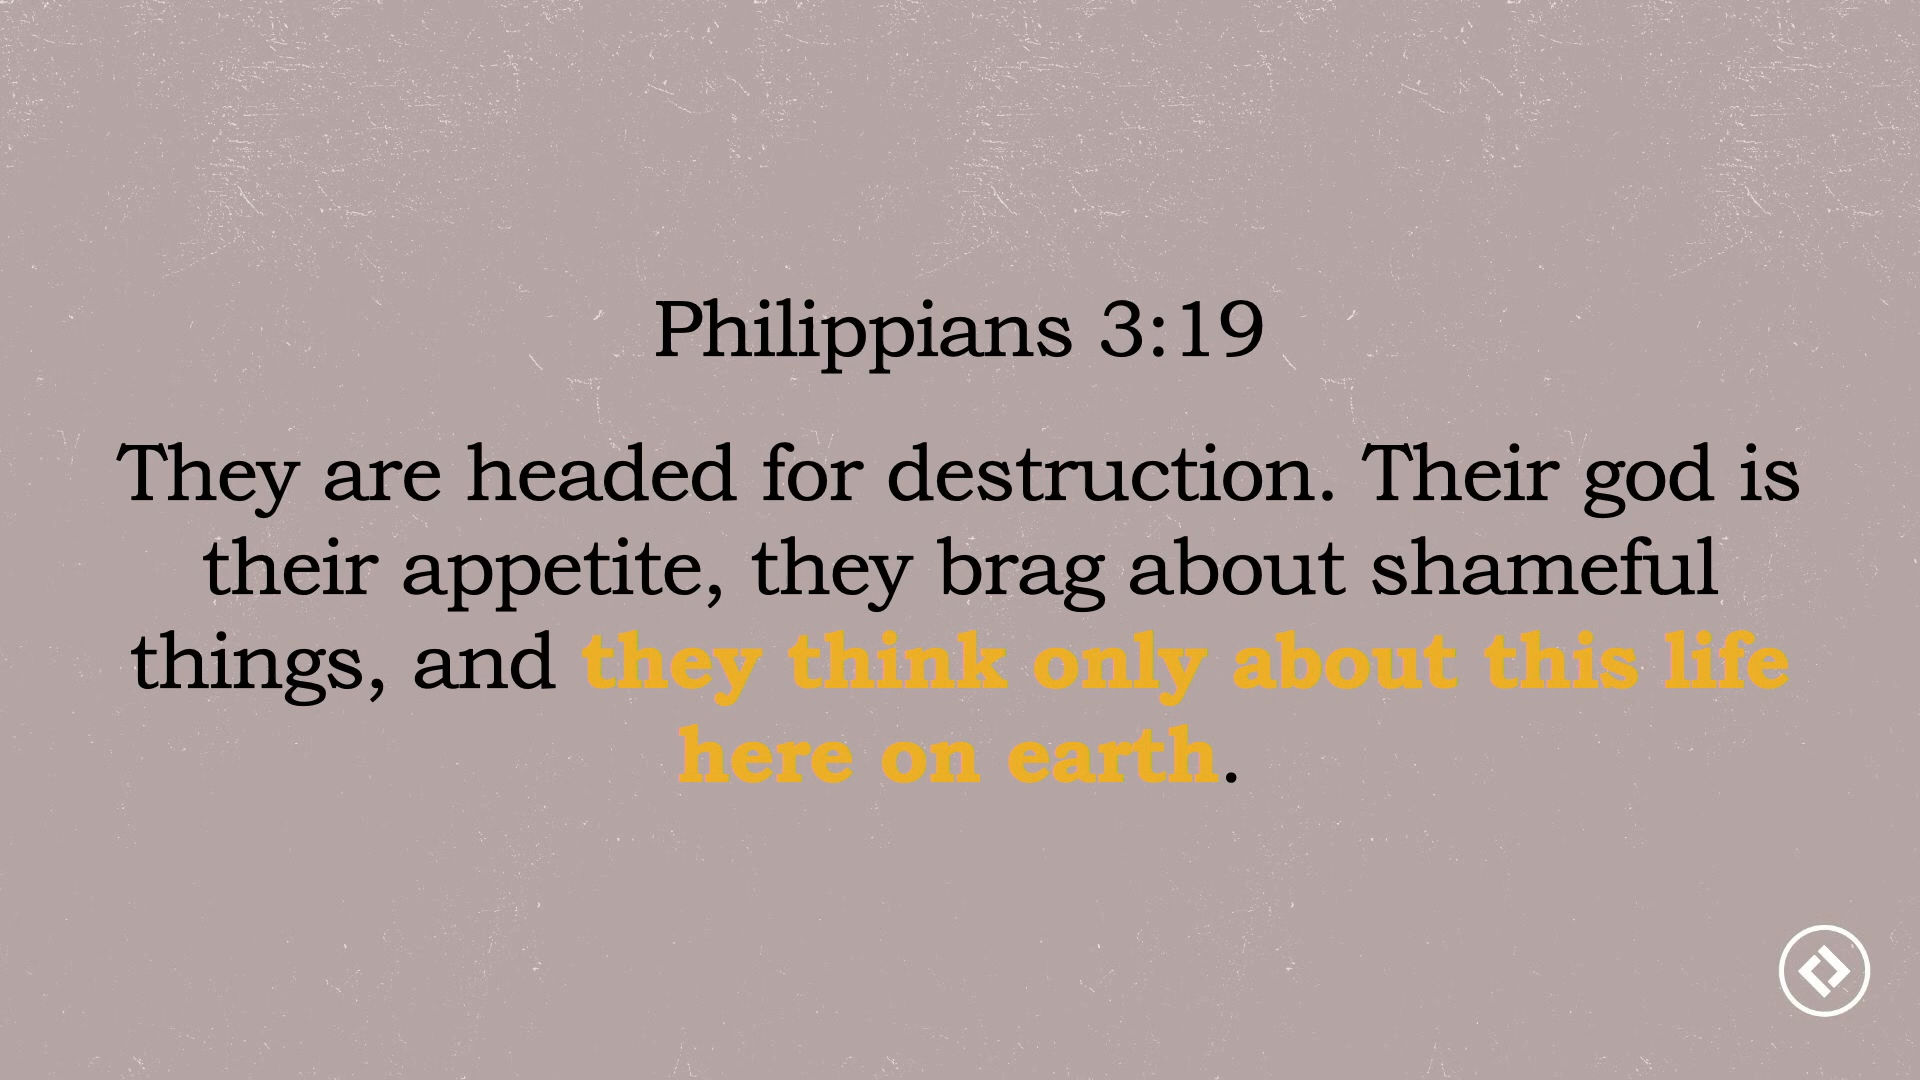 Philippians 3:19
They are headed for destruction. Their god is
their appetite, they brag about shameful
things, and they think only about this life
here on earth.